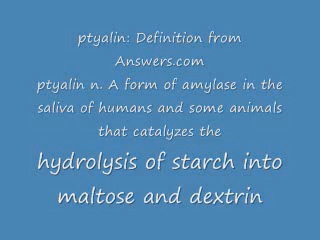 ptyalin: Definition from
Answers.com
ptyalin n. A form of amylase in the
saliva of humans and some animals
that catalyzes the
hydrolysis of starch into
maltose and dextrin